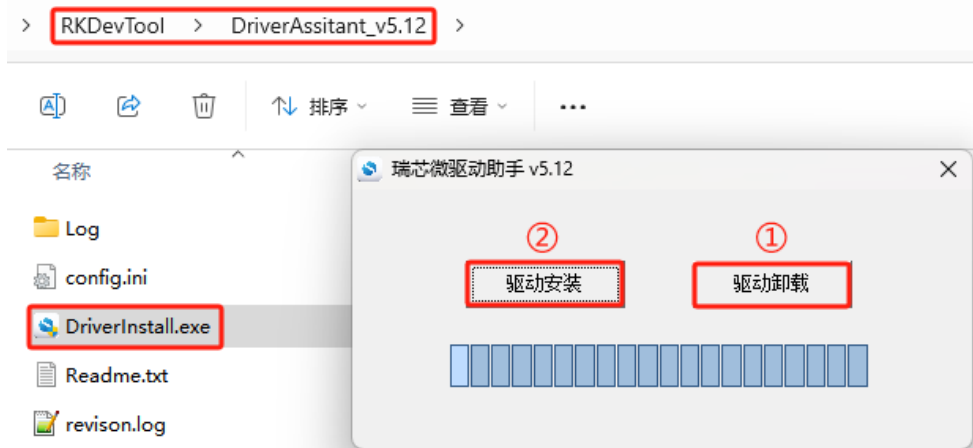 RKDevTool > DriverAssitant_v5.12 >
排序 查看 ...
名称
Log
config.ini
DriverInstall.exe
Readme.txt
revison.log
瑞芯微驱动助手 v5.12
② ①
驱动安装 驱动卸载